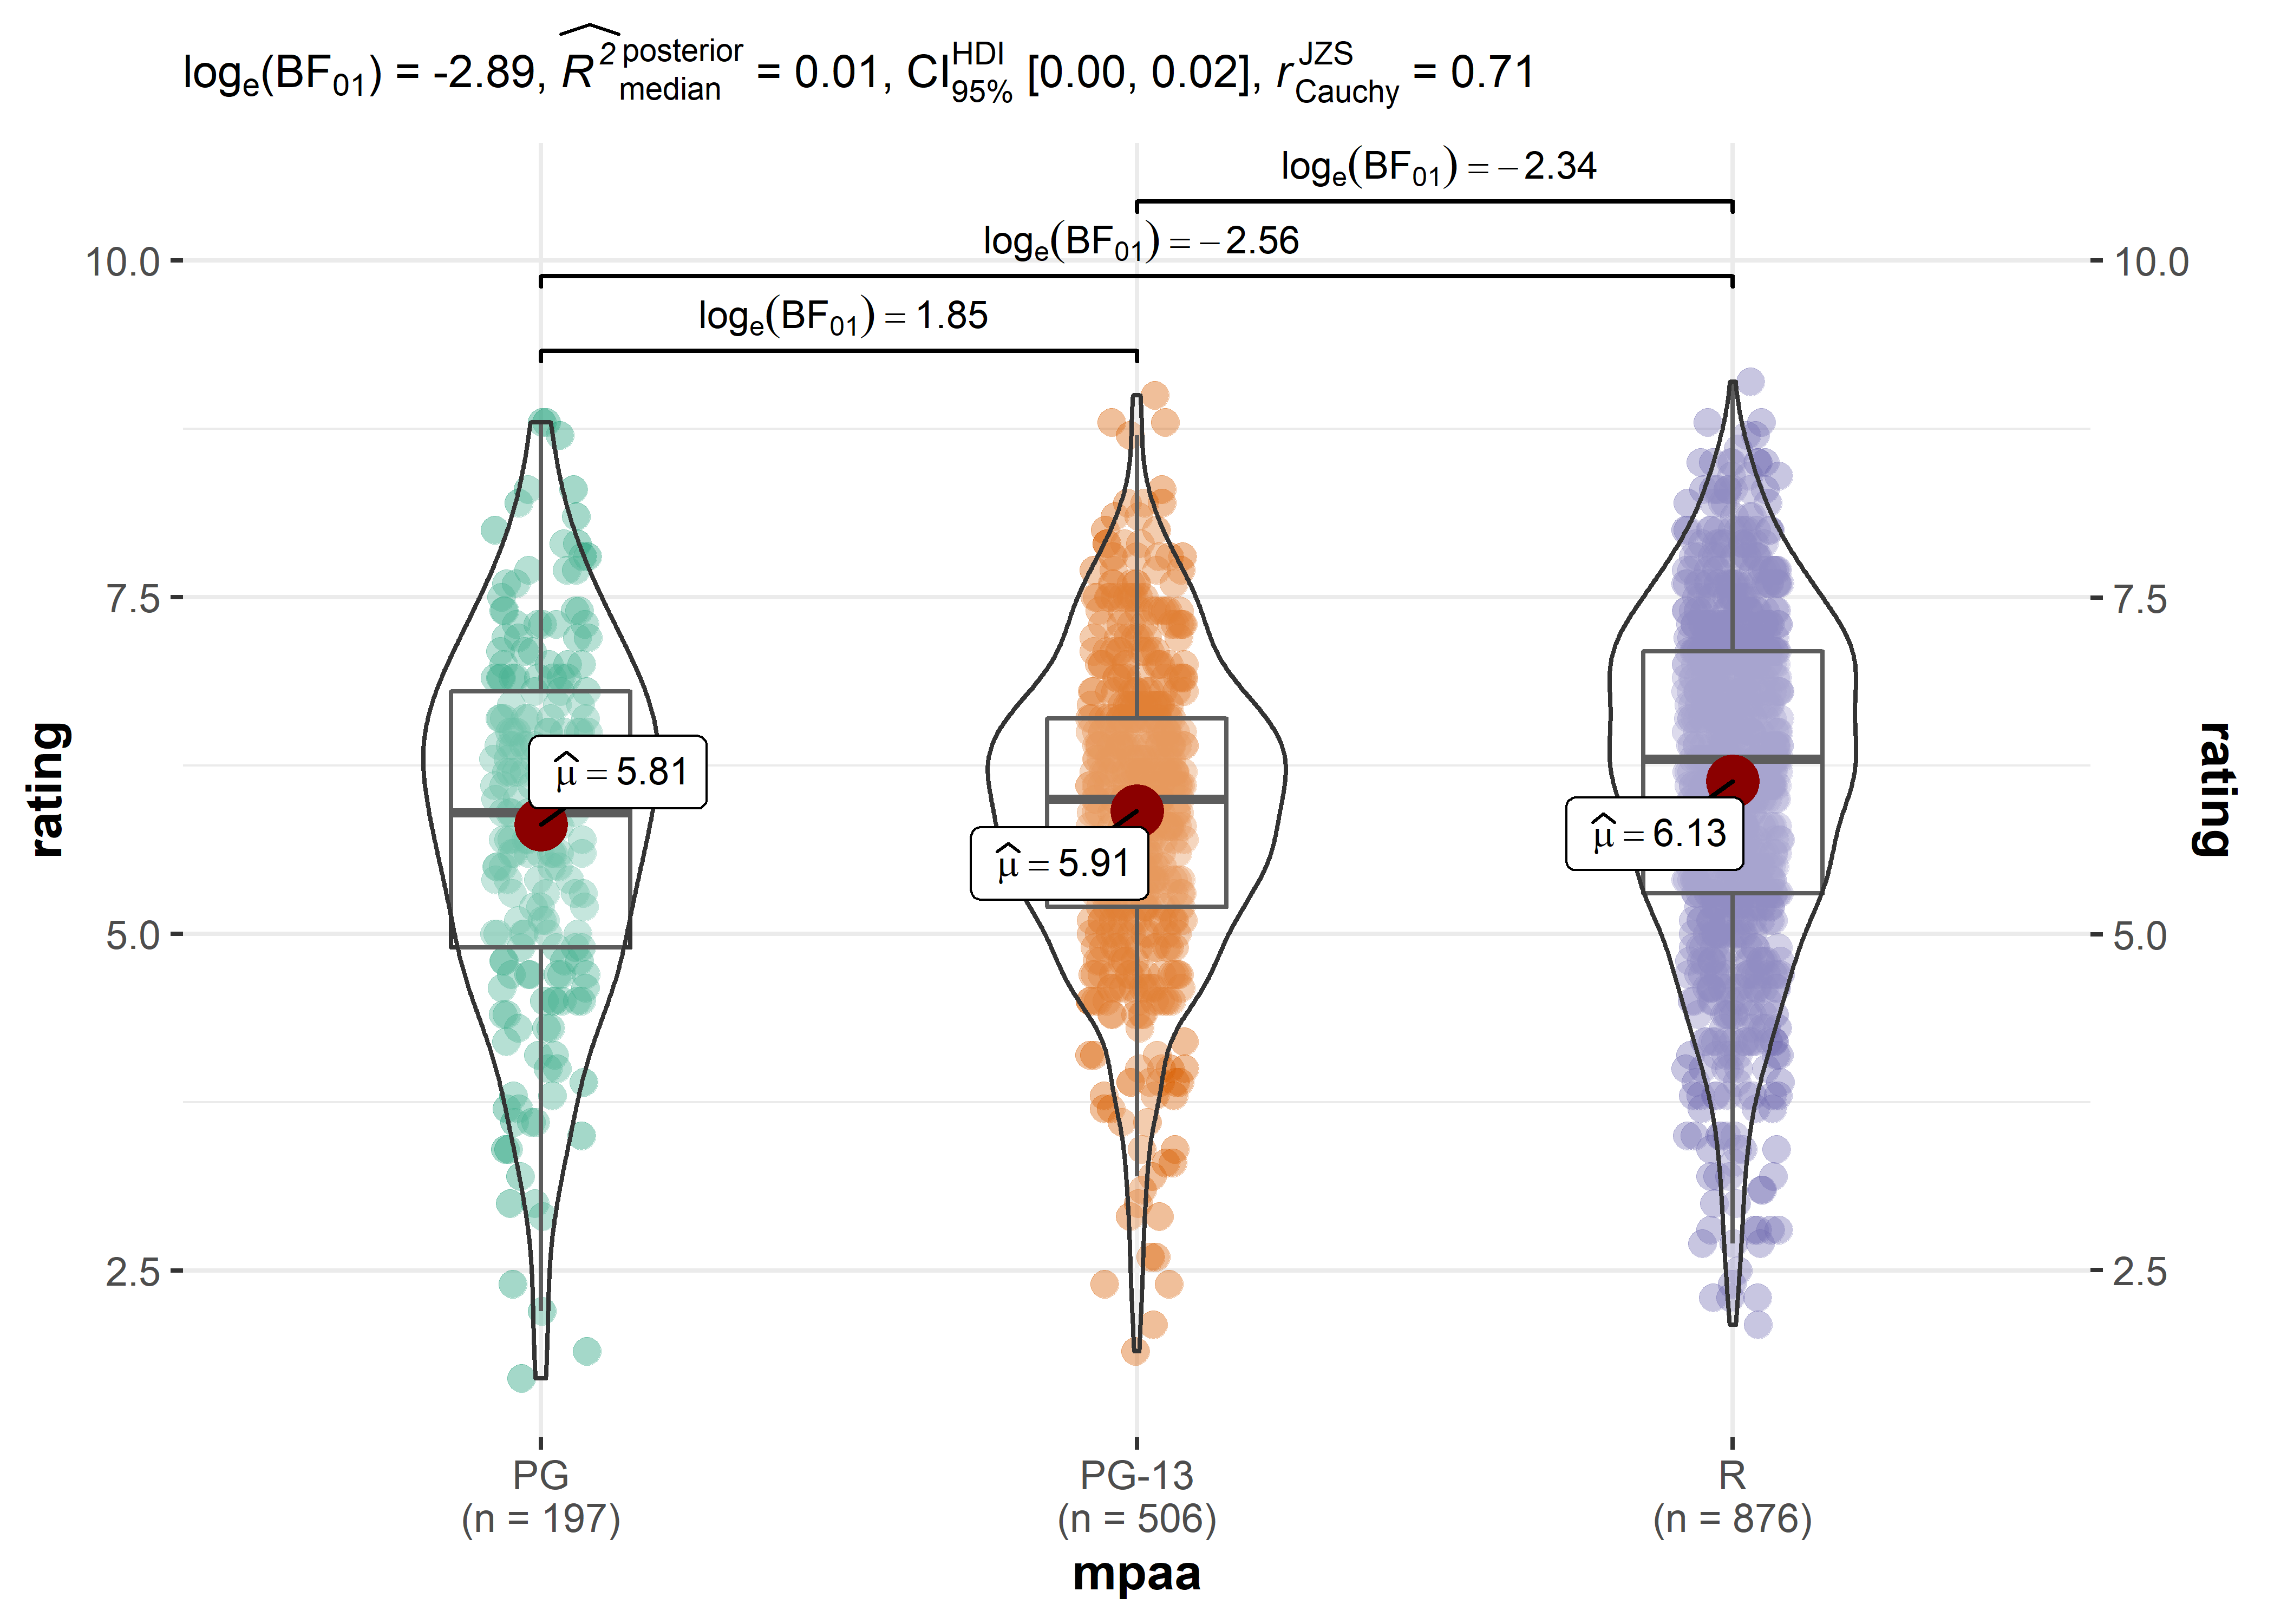 logₑ(BF₀₁) = -2.89, R̂² posterior median = 0.01, CI HDI 95% [0.00, 0.02], r JZS Cauchy = 0.71
logₑ(BF₀₁) = −2.34
logₑ(BF₀₁) = −2.56
logₑ(BF₀₁) = 1.85
10.0 10.0
7.5 7.5
5.0 5.0
2.5 2.5
rating
rating
μ̂ = 5.81
μ̂ = 5.91
μ̂ = 6.13
PG PG-13 R
(n = 197) (n = 506) (n = 876)
mpaa